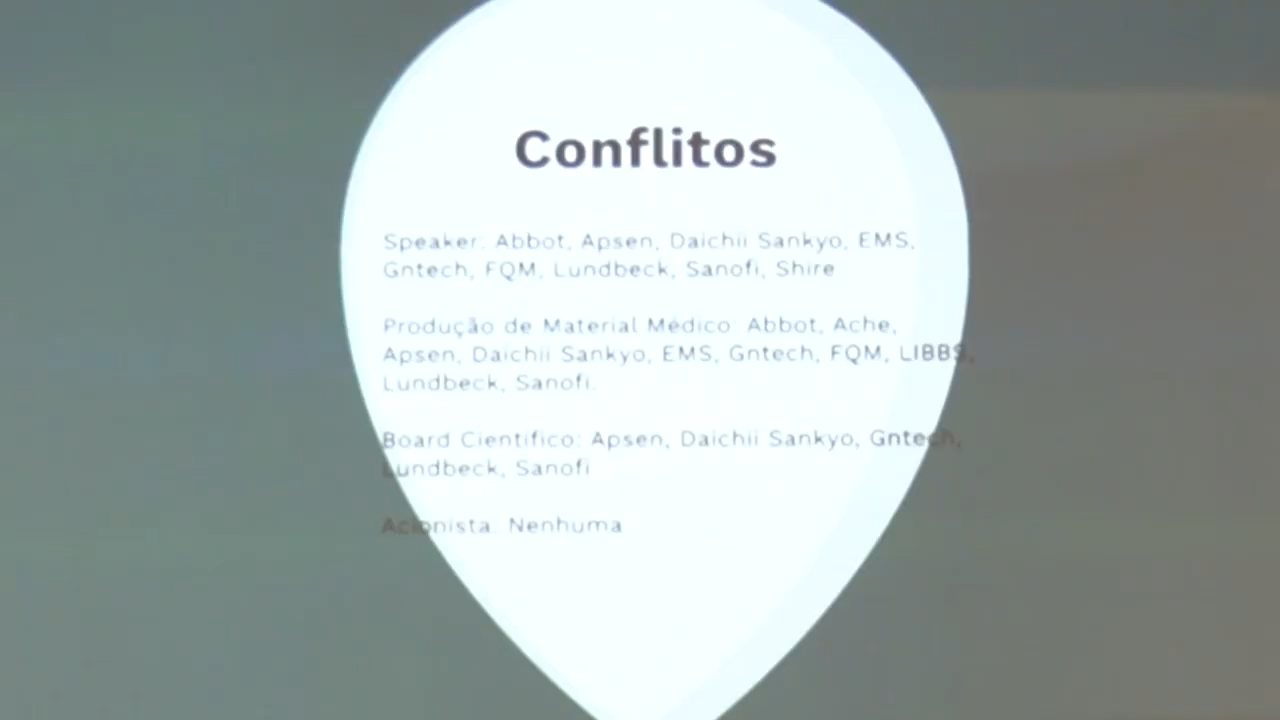 Conflitos
Speaker: Abbot, Apsen, Daichii Sankyo, EMS,
Gntech, FQM, Lundbeck, Sanofi, Shire
Produção de Material Médico: Abbot, Ache,
Apsen, Daichii Sankyo, EMS, Gntech, FQM, LIBBS,
Lundbeck, Sanofi.
Board Cientifico: Apsen, Daichii Sankyo, Gntech,
Lundbeck, Sanofi
Acionista: Nenhuma